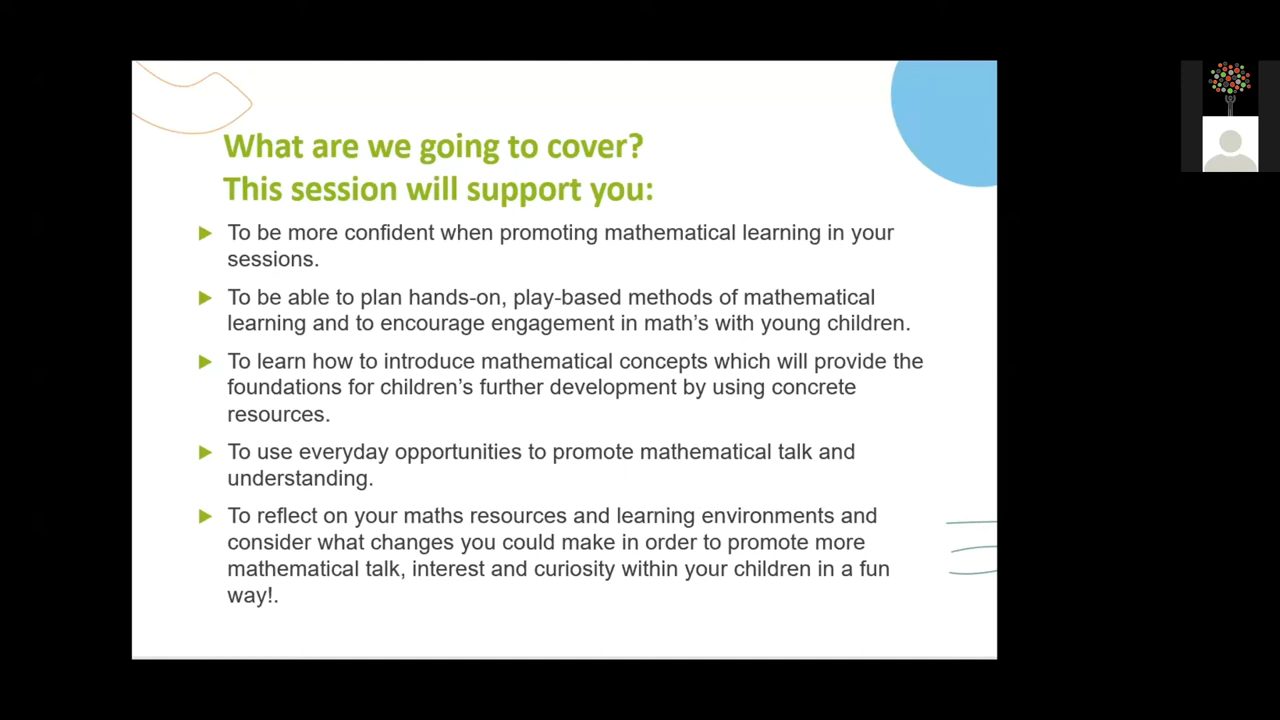 What are we going to cover?
This session will support you:
To be more confident when promoting mathematical learning in your
sessions.
To be able to plan hands-on, play-based methods of mathematical
learning and to encourage engagement in math's with young children.
To learn how to introduce mathematical concepts which will provide the
foundations for children’s further development by using concrete
resources.
To use everyday opportunities to promote mathematical talk and
understanding.
To reflect on your maths resources and learning environments and
consider what changes you could make in order to promote more
mathematical talk, interest and curiosity within your children in a fun
way!.